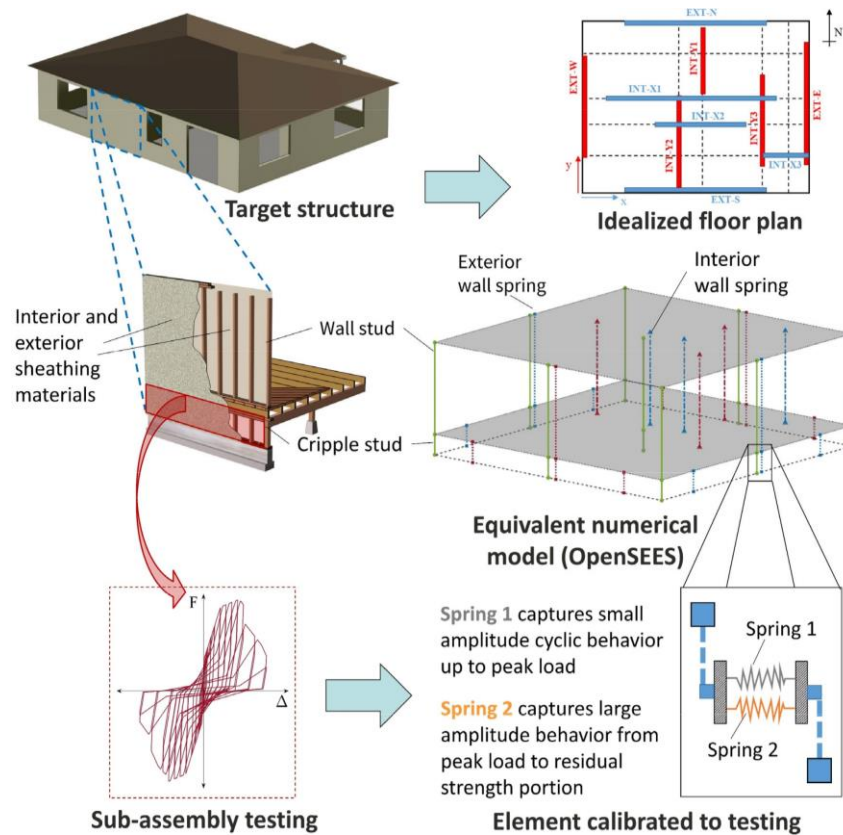 EXT-N
N
EXT-W
INT-Y1
INT-X1
INT-X2
INT-Y2
INT-Y3
EXT-E
INT-X3
y
x
EXT-S
Target structure
Idealized floor plan
Interior and
exterior
sheathing
materials
Wall stud
Cripple stud
Exterior
wall spring
Interior
wall spring
Equivalent numerical
model (OpenSEES)
F
Δ
Sub-assembly testing
Spring 1 captures small
amplitude cyclic behavior
up to peak load
Spring 2 captures large
amplitude behavior from
peak load to residual
strength portion
Spring 1
Spring 2
Element calibrated to testing